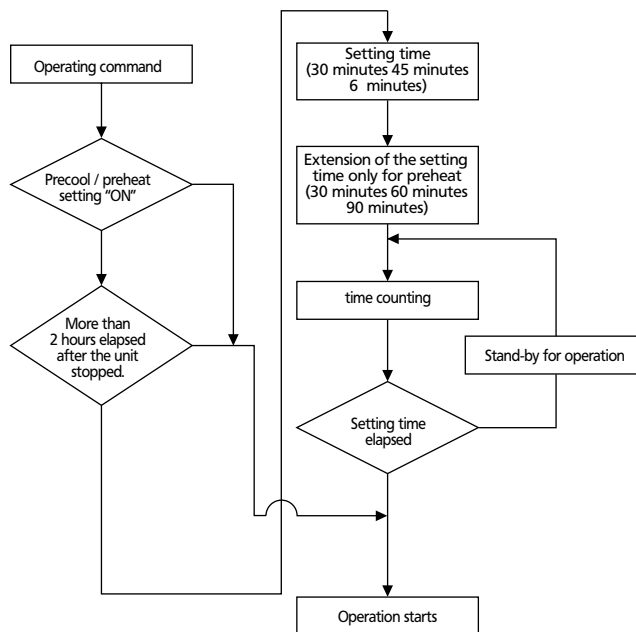 Operating command
Precool / preheat
setting "ON"
More than
2 hours elapsed
after the unit
stopped.
Setting time
(30 minutes 45 minutes
6 minutes)
Extension of the setting
time only for preheat
(30 minutes 60 minutes
90 minutes)
time counting
Stand-by for operation
Setting time
elapsed
Operation starts